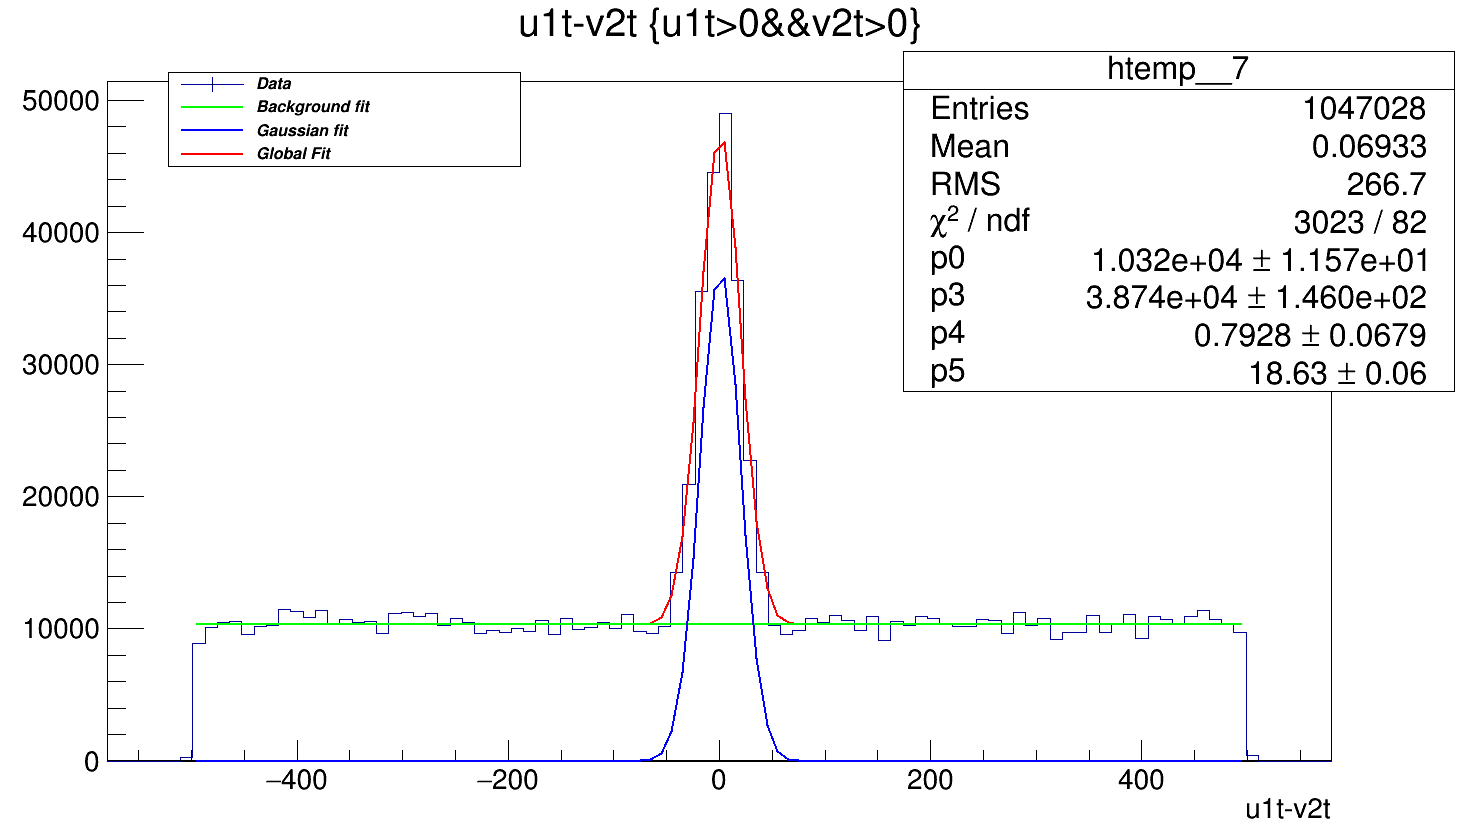 u1t-v2t {u1t>0&&v2t>0}
Data
Background fit
Gaussian fit
Global Fit
htemp__7
Entries 1047028
Mean 0.06933
RMS 266.7
χ² / ndf 3023 / 82
p0 1.032e+04 ± 1.157e+01
p3 3.874e+04 ± 1.460e+02
p4 0.7928 ± 0.0679
p5 18.63 ± 0.06
50000
40000
30000
20000
10000
0
−400 −200 0 200 400
u1t-v2t